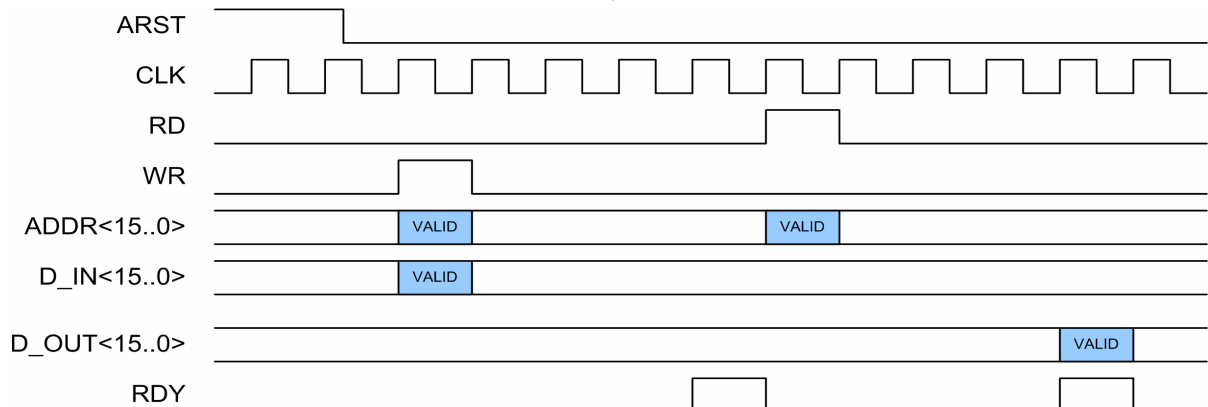 ARST
CLK
RD
WR
ADDR<15..0> VALID VALID
D_IN<15..0> VALID
D_OUT<15..0> VALID
RDY